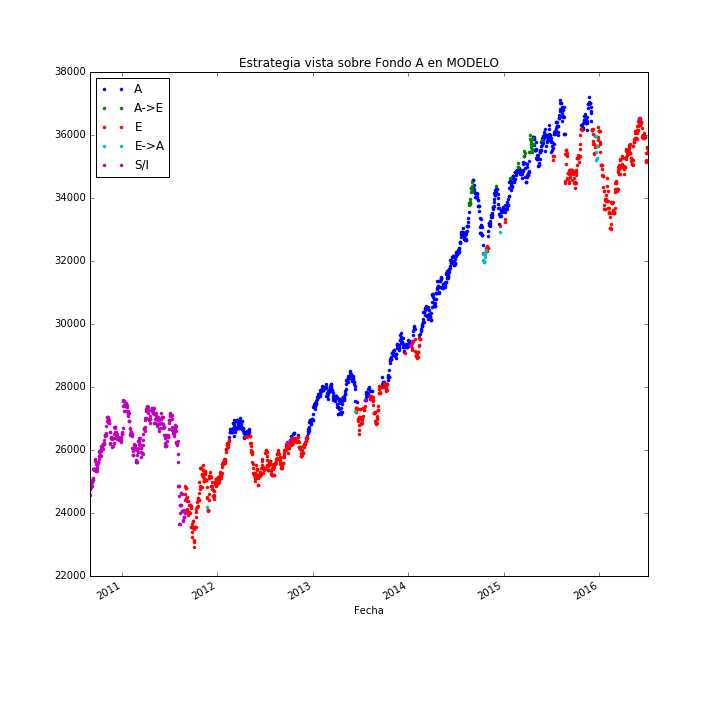 Estrategia vista sobre Fondo A en MODELO
38000
36000
34000
32000
30000
28000
26000
24000
22000
A
A->E
E
E->A
S/I
2011
2012
2013
2014
2015
2016
Fecha